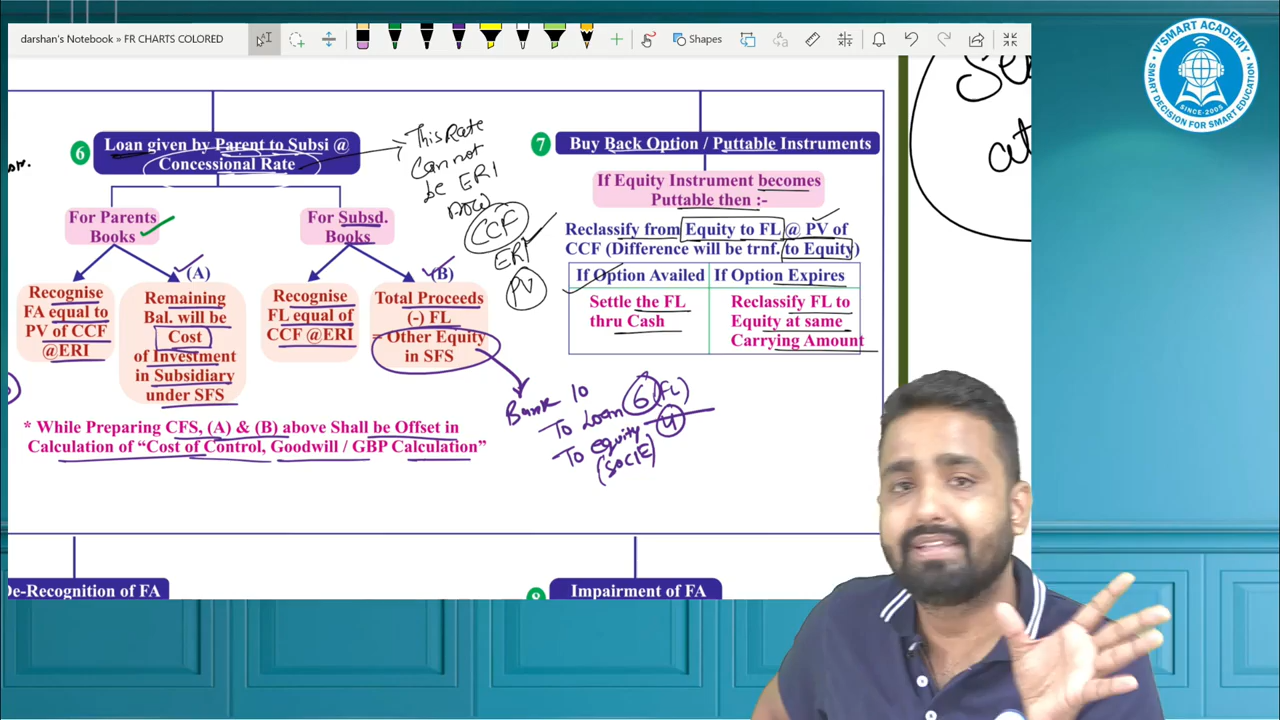 darshan's Notebook » FR CHARTS COLORED
Shapes
V'SMART ACADEMY
SMART DECISION FOR SMART EDUCATION
SINCE-2005
6
Loan given by Parent to Subsi @
Concessional Rate
This Rate
Cannot
be ERI
now
CCF
ERI
PV
For Parents
Books
For Subsd.
Books
(A)
(B)
Recognise
FA equal to
PV of CCF
@ERI
Remaining
Bal. will be
Cost
of Investment
in Subsidiary
under SFS
Recognise
FL equal of
CCF @ERI
Total Proceeds
(-) FL
= Other Equity
in SFS
* While Preparing CFS, (A) & (B) above Shall be Offset in
Calculation of "Cost of Control, Goodwill / GBP Calculation"
Bank 10
To Loan 6 (FL)
To equity 4
(SOCIE)
7
Buy Back Option / Puttable Instruments
If Equity Instrument becomes
Puttable then :-
Reclassify from Equity to FL @ PV of
CCF (Difference will be trnf. to Equity)
If Option Availed
If Option Expires
Settle the FL
thru Cash
Reclassify FL to
Equity at same
Carrying Amount
at
De-Recognition of FA
Impairment of FA